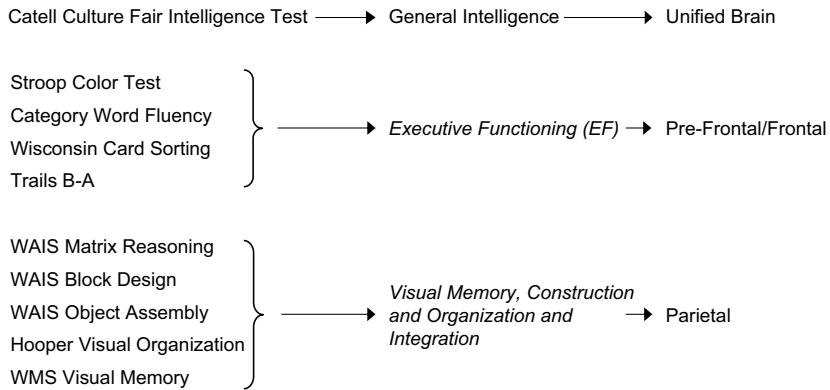 Catell Culture Fair Intelligence Test General Intelligence Unified Brain
Stroop Color Test
Category Word Fluency
Wisconsin Card Sorting
Trails B-A
Executive Functioning (EF) Pre-Frontal/Frontal
WAIS Matrix Reasoning
WAIS Block Design
WAIS Object Assembly
Hooper Visual Organization
WMS Visual Memory
Visual Memory, Construction
and Organization and
Integration
Parietal